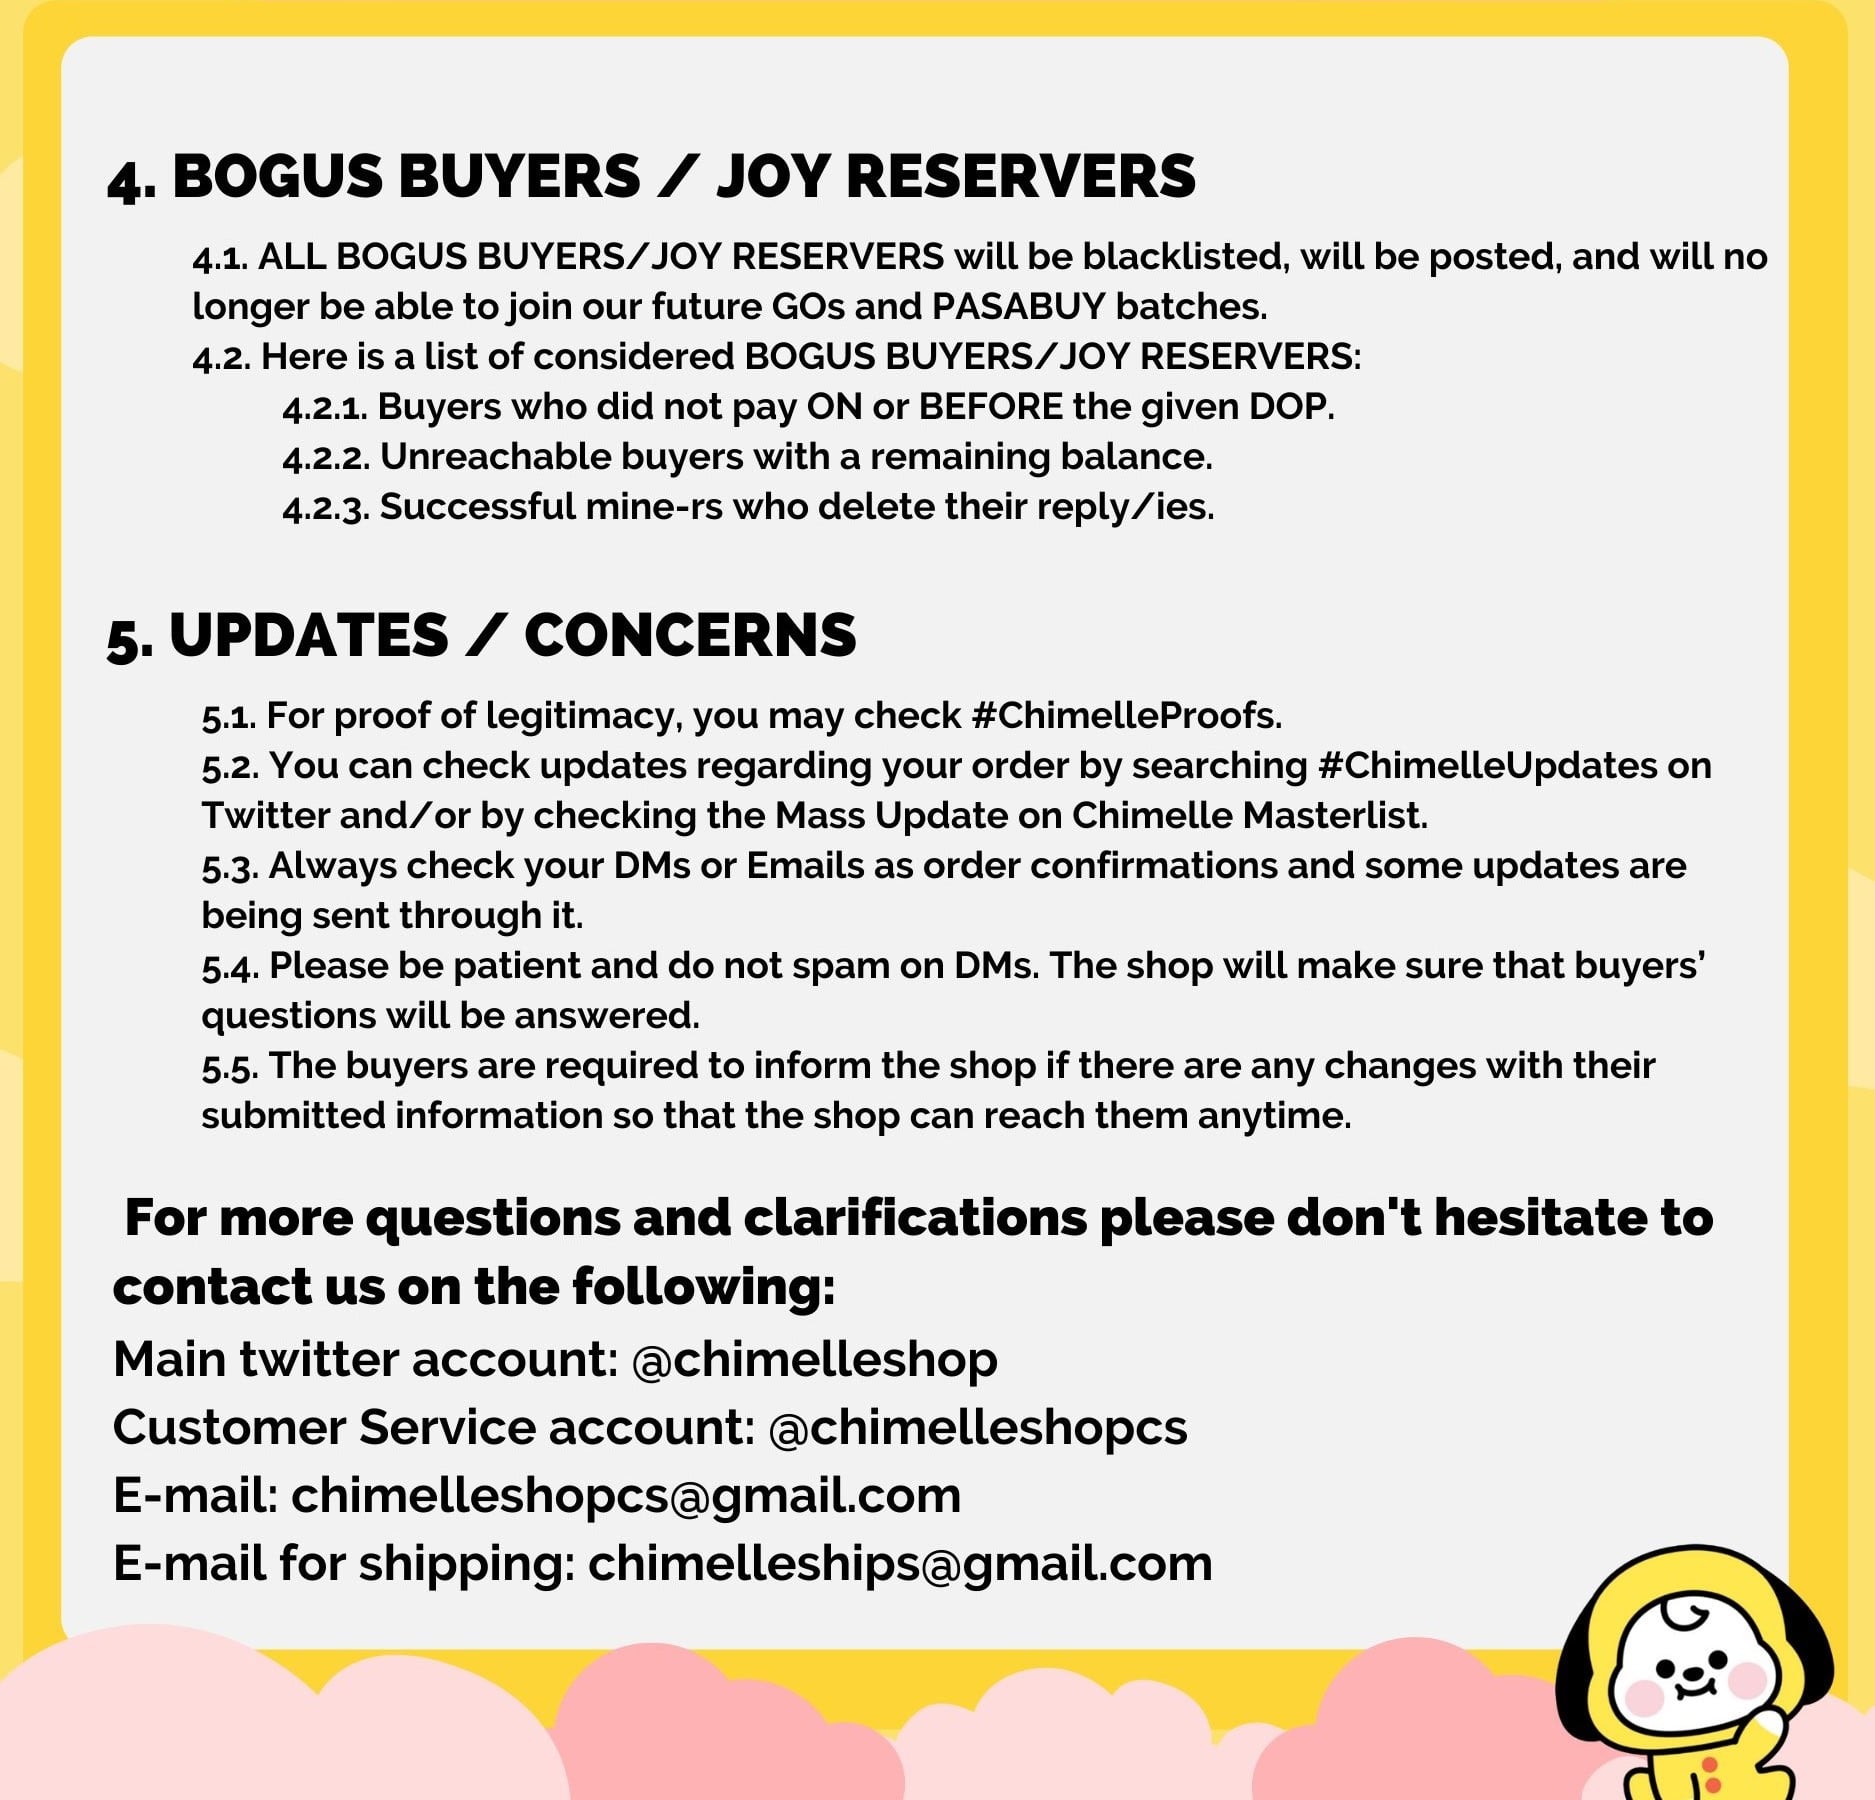 4. BOGUS BUYERS / JOY RESERVERS
4.1. ALL BOGUS BUYERS/JOY RESERVERS will be blacklisted, will be posted, and will no
longer be able to join our future GOs and PASABUY batches.
4.2. Here is a list of considered BOGUS BUYERS/JOY RESERVERS:
4.2.1. Buyers who did not pay ON or BEFORE the given DOP.
4.2.2. Unreachable buyers with a remaining balance.
4.2.3. Successful mine-rs who delete their reply/ies.
5. UPDATES / CONCERNS
5.1. For proof of legitimacy, you may check #ChimelleProofs.
5.2. You can check updates regarding your order by searching #ChimelleUpdates on
Twitter and/or by checking the Mass Update on Chimelle Masterlist.
5.3. Always check your DMs or Emails as order confirmations and some updates are
being sent through it.
5.4. Please be patient and do not spam on DMs. The shop will make sure that buyers’
questions will be answered.
5.5. The buyers are required to inform the shop if there are any changes with their
submitted information so that the shop can reach them anytime.
For more questions and clarifications please don't hesitate to
contact us on the following:
Main twitter account: @chimelleshop
Customer Service account: @chimelleshopcs
E-mail: chimelleshopcs@gmail.com
E-mail for shipping: chimelleships@gmail.com